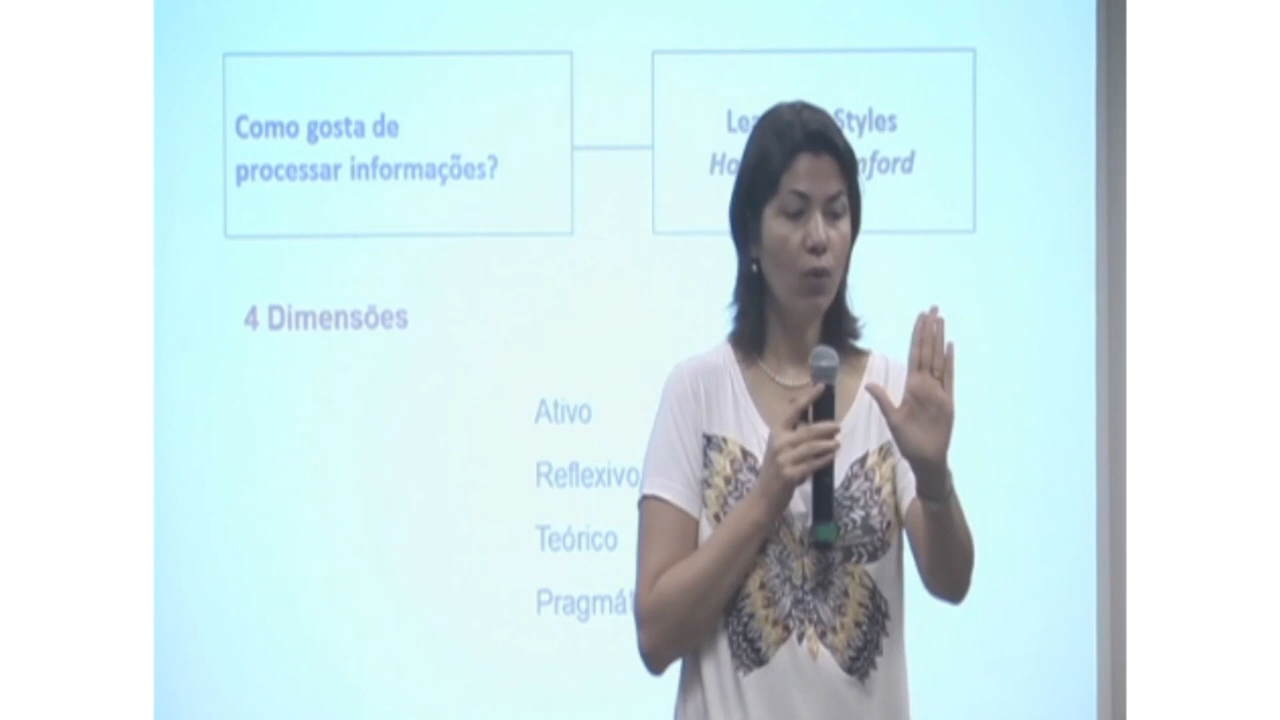 Como gosta de
processar informações?
Styles
4 Dimensões
Ativo
Reflexivo
Teórico